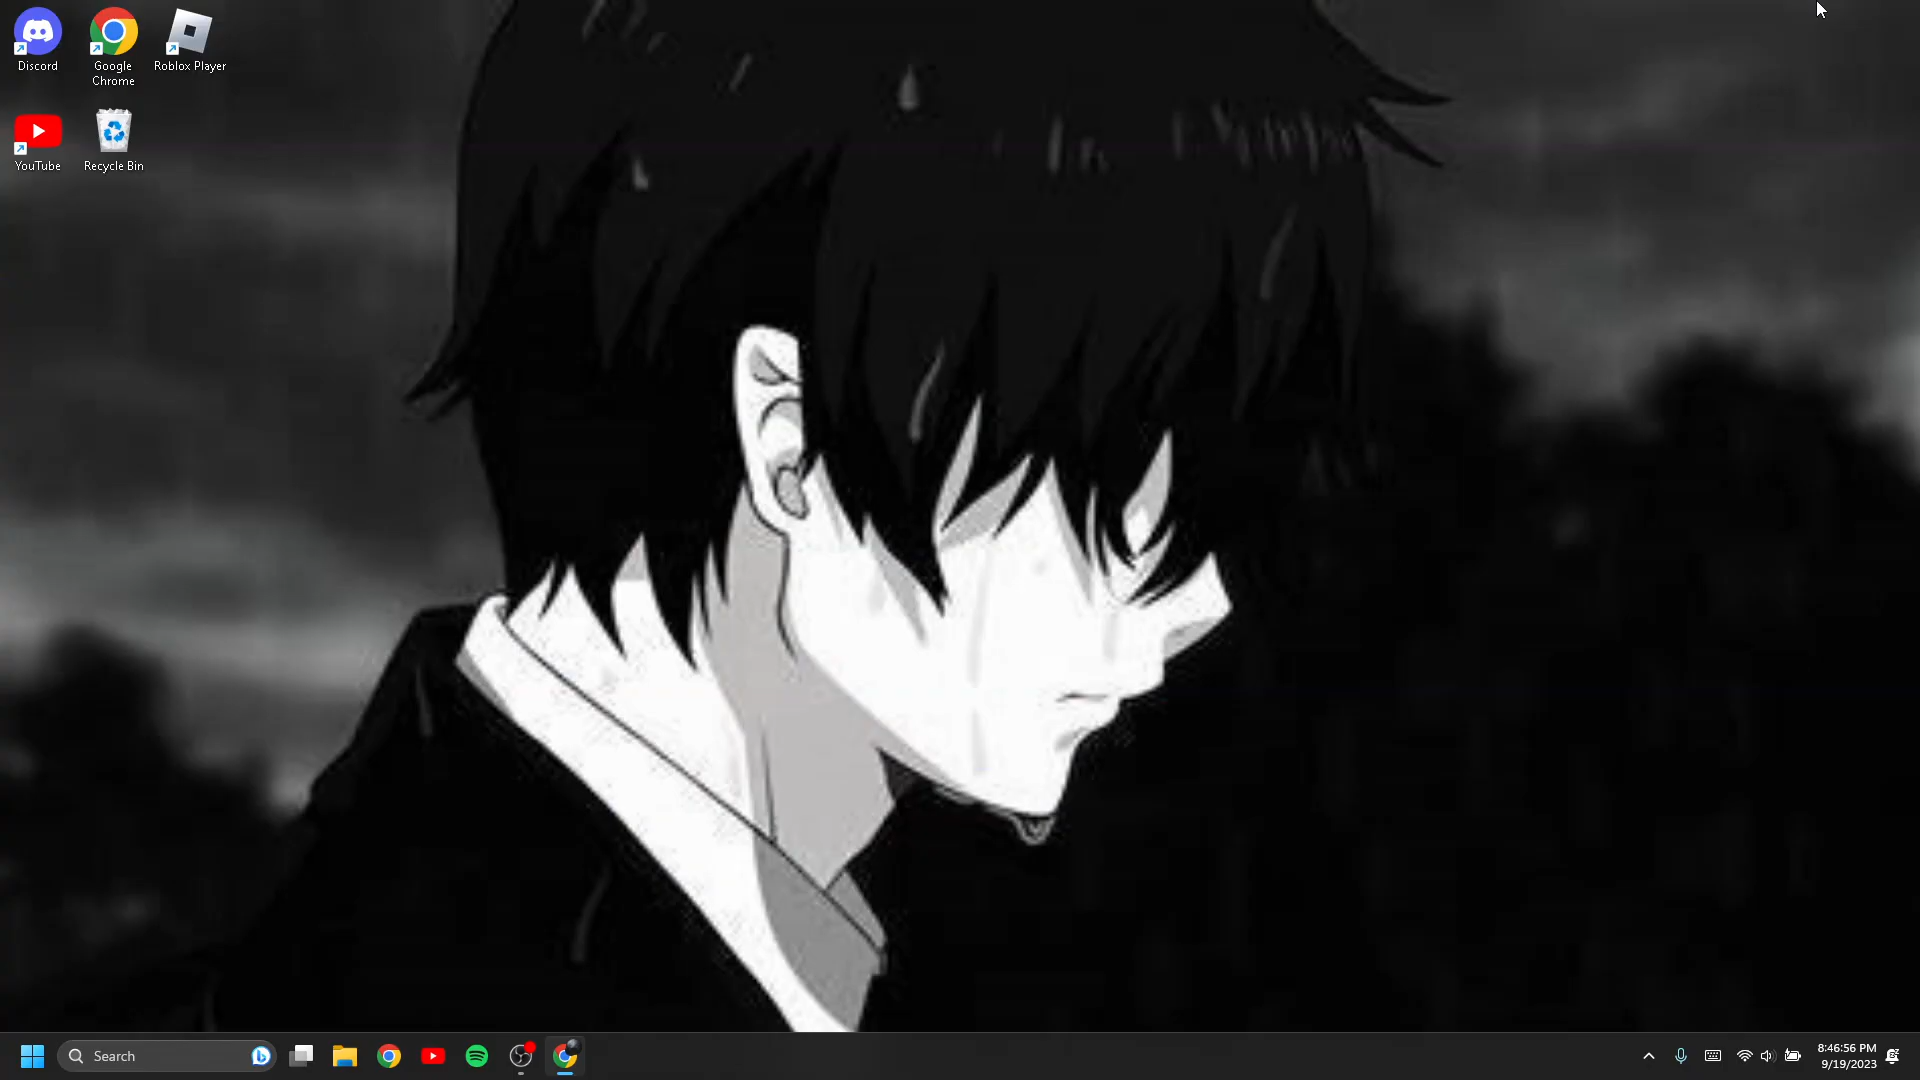 Discord
Google
Chrome
Roblox Player
YouTube
Recycle Bin
Search
8:46:56 PM
9/19/2023